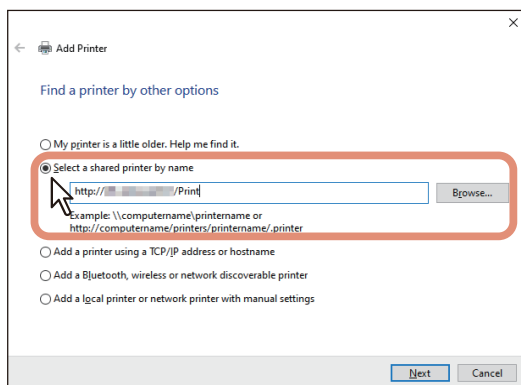 Add Printer
Find a printer by other options
My printer is a little older. Help me find it.
Select a shared printer by name
http:// /Print
Browse...
Example: \\computername\printername or
http://computername/printers/printername/.printer
Add a printer using a TCP/IP address or hostname
Add a Bluetooth, wireless or network discoverable printer
Add a local printer or network printer with manual settings
Next
Cancel